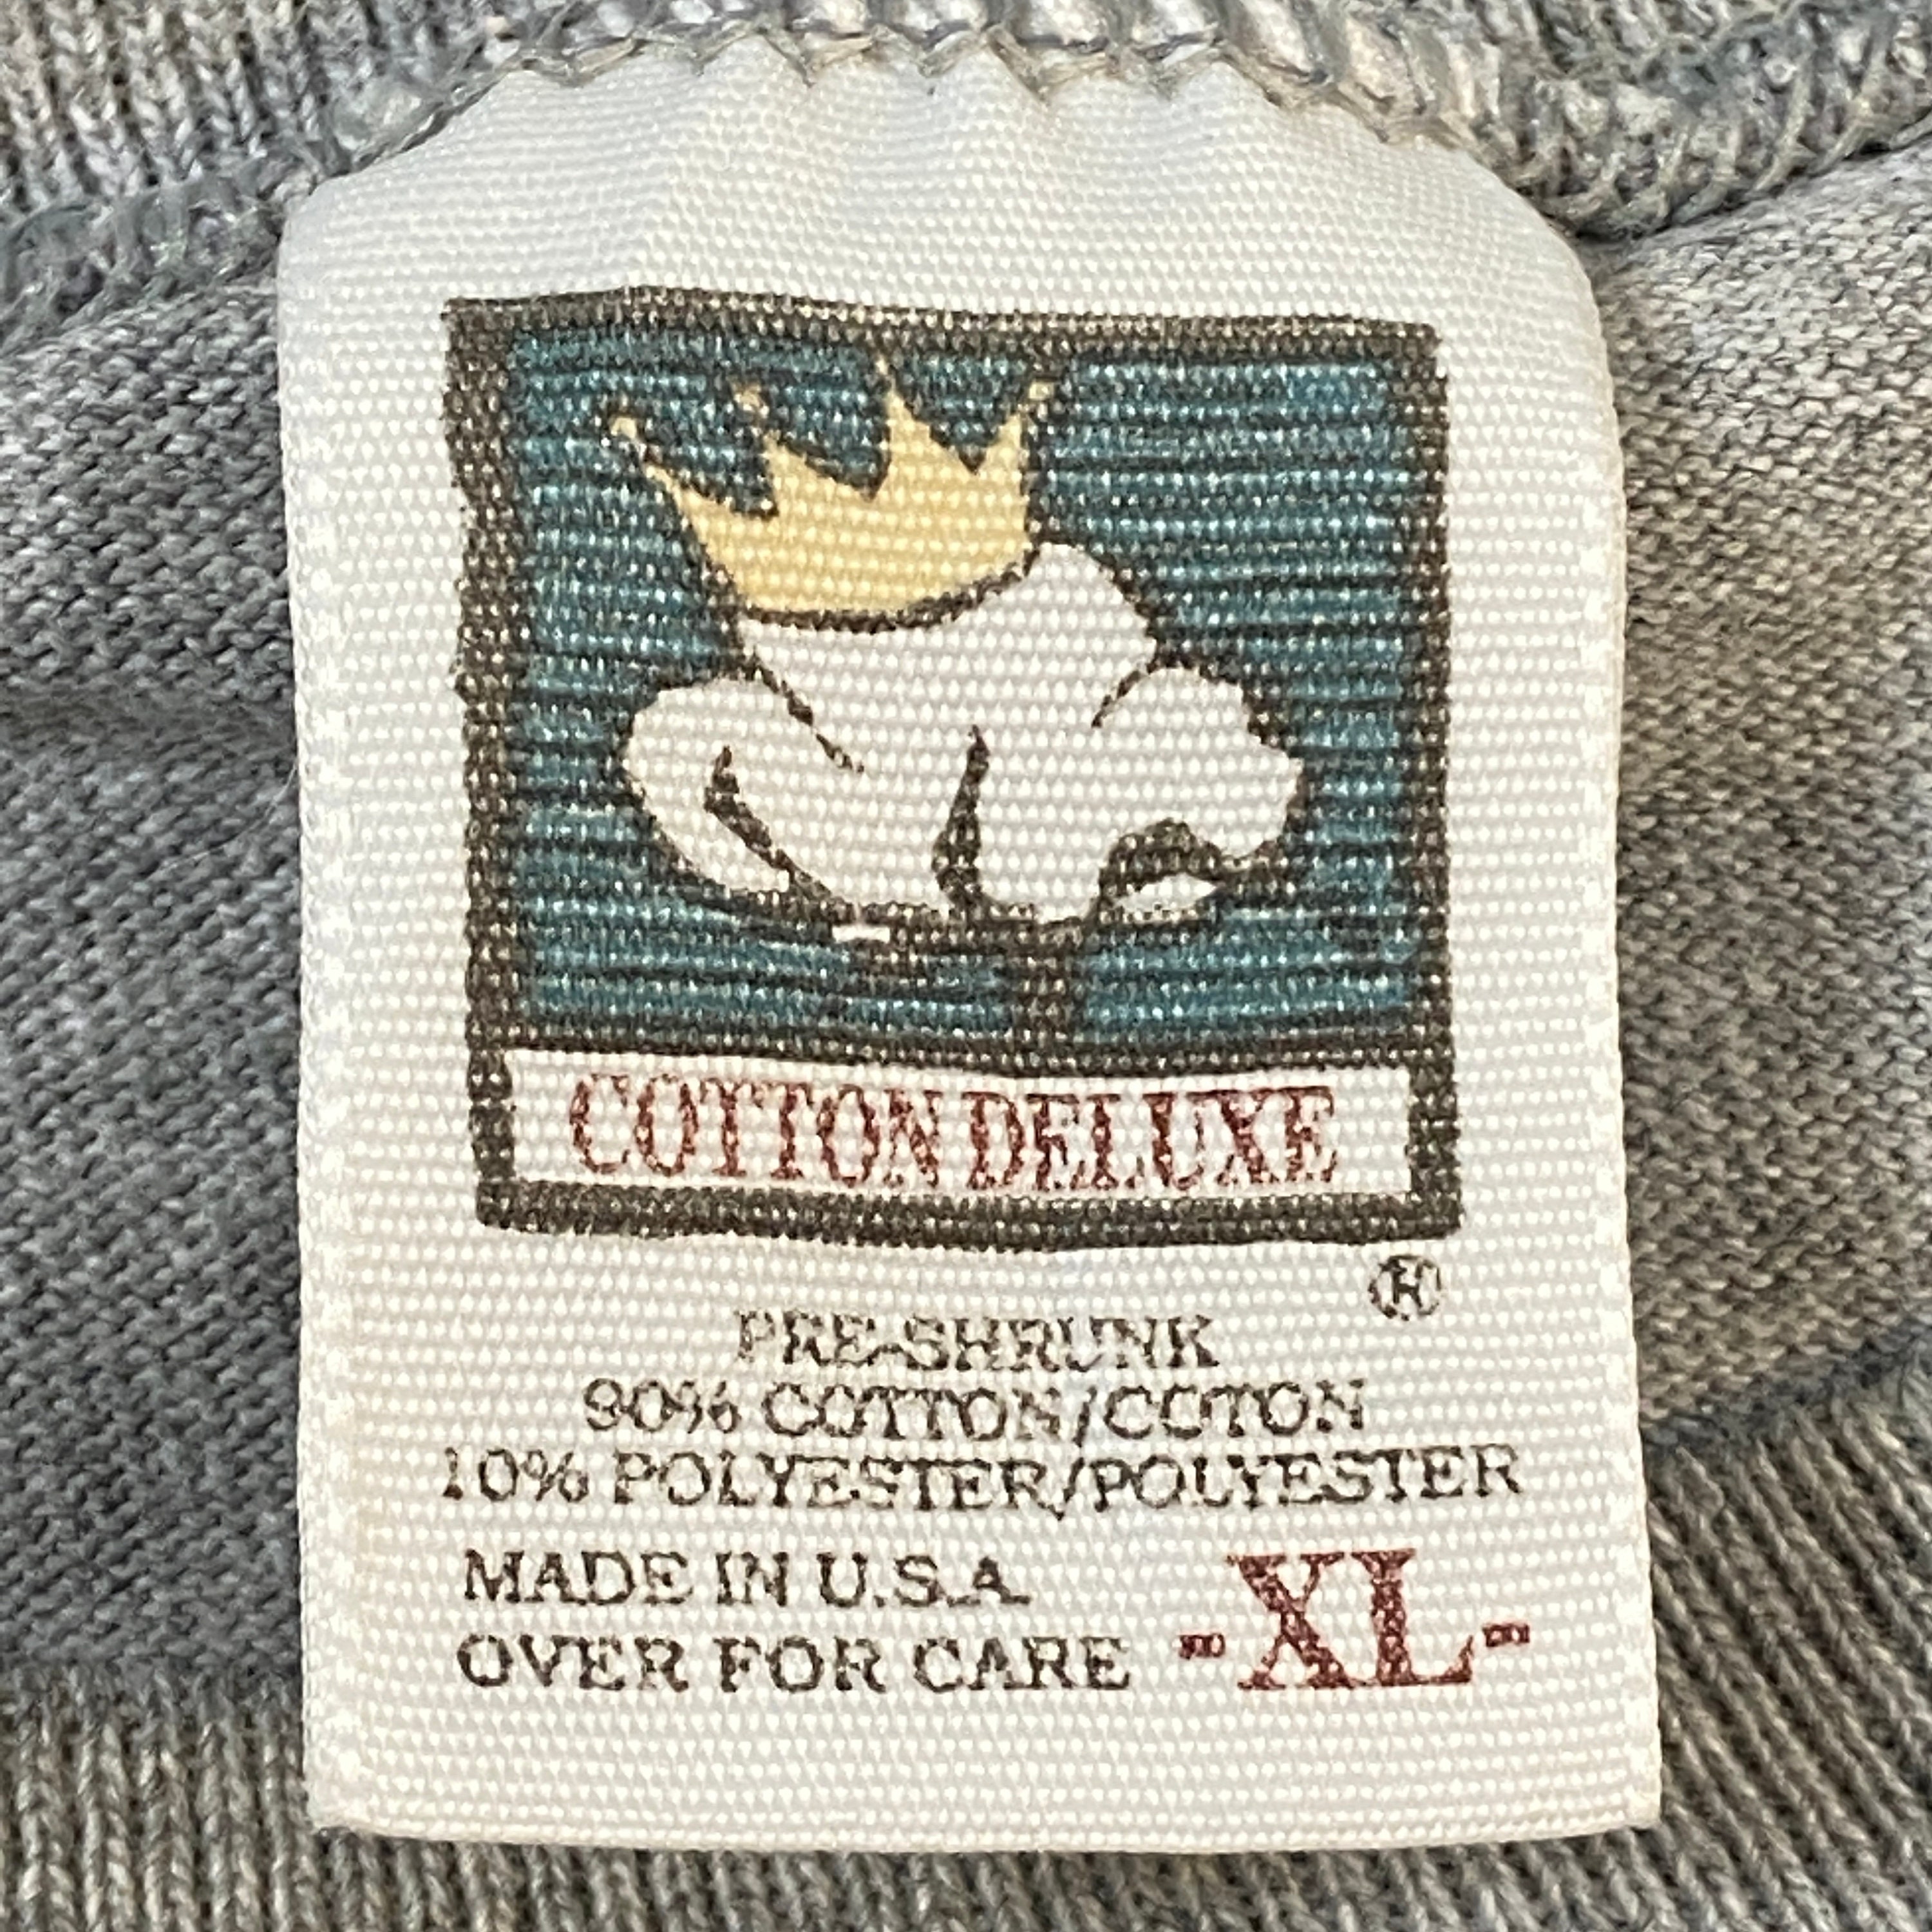 COTTON DELUXE
®
PRE-SHRUNK
90% COTTON/COTON
10% POLYESTER/POLYESTER
MADE IN U.S.A.
OVER FOR CARE -XL-